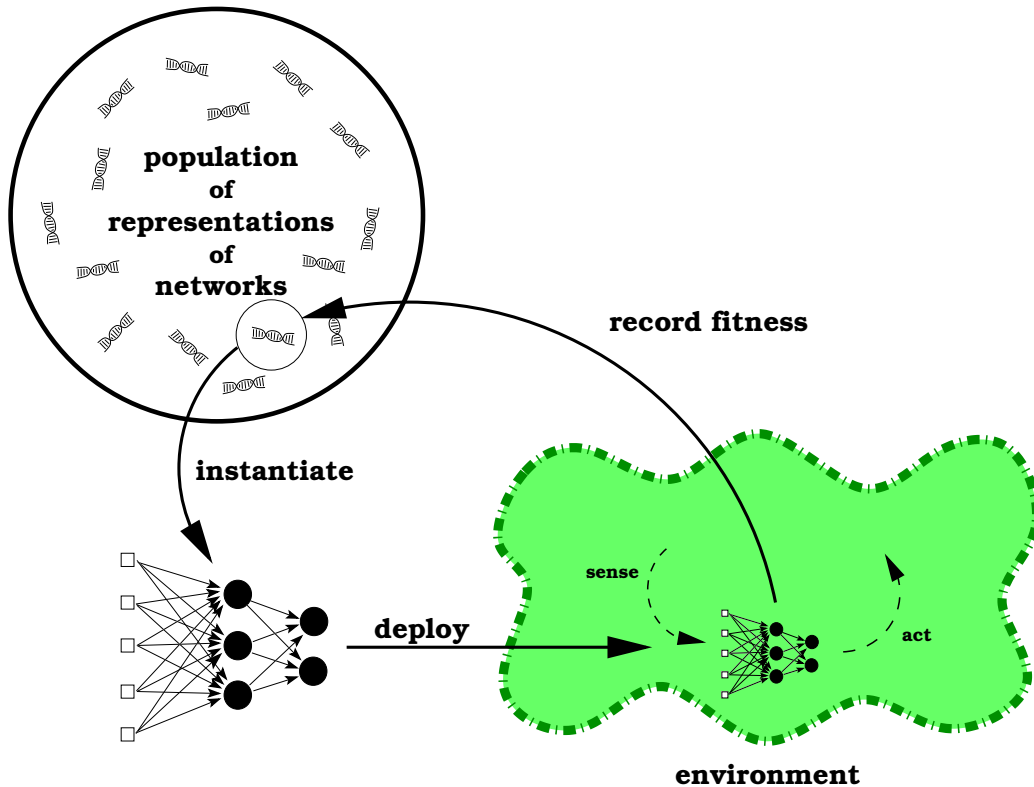 population
of
representations
of
networks
record fitness
instantiate
sense
deploy
act
environment